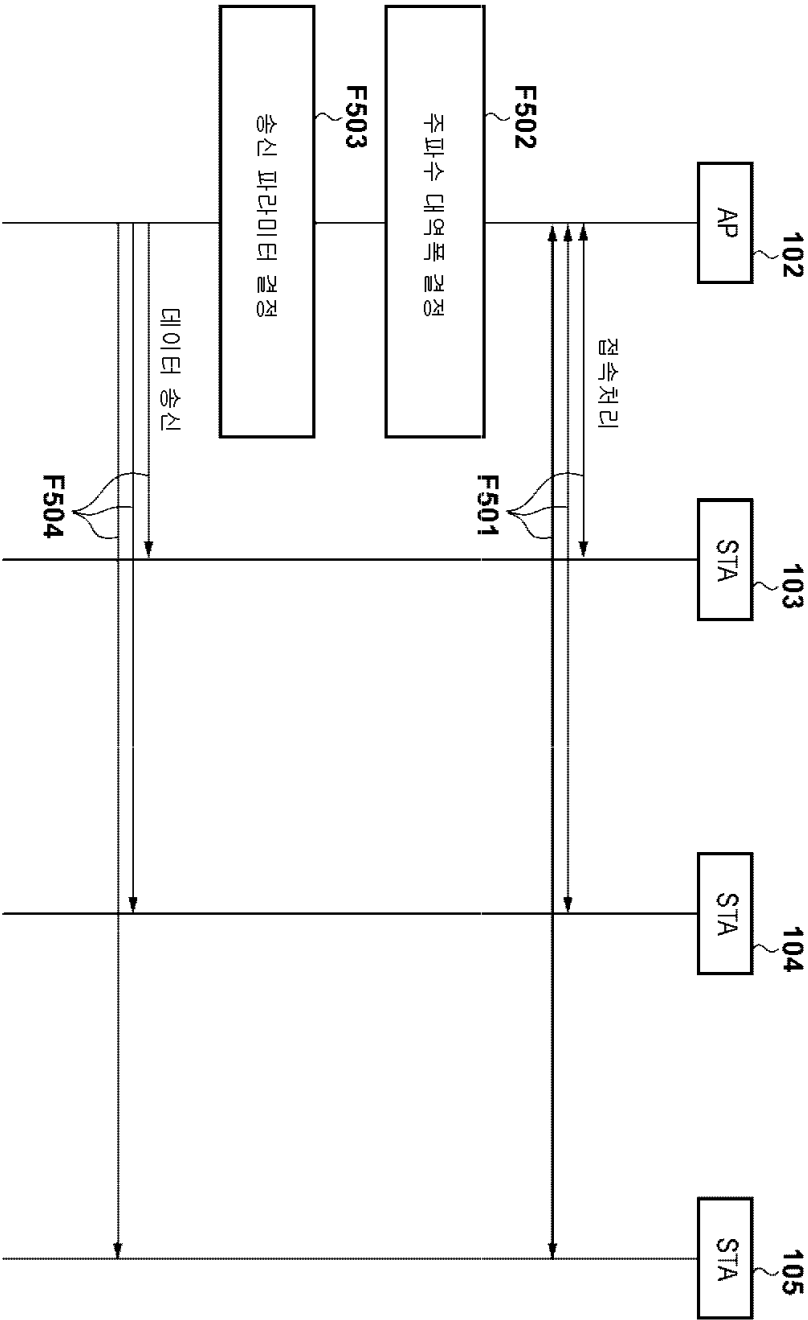 102
AP
103
STA
104
STA
105
STA
접속처리
F501
F502
주파수 대역폭 결정
F503
송신 파라미터 결정
데이터 송신
F504